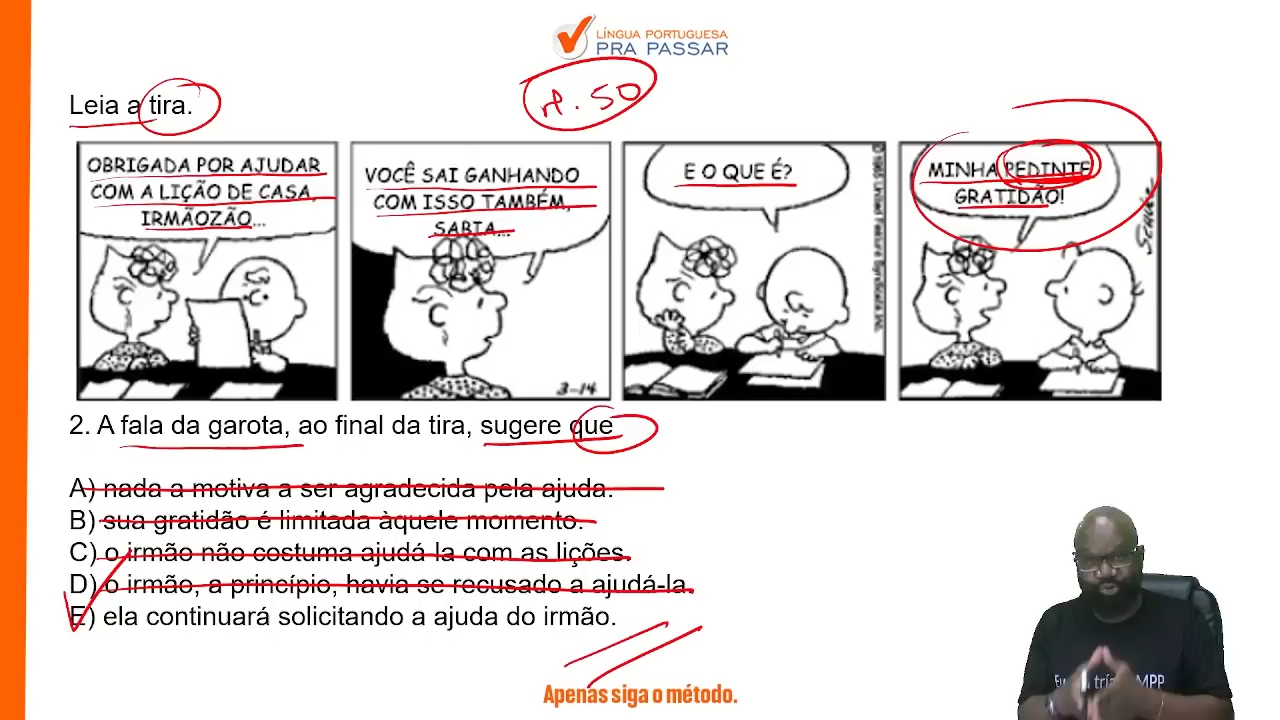 LÍNGUA PORTUGUESA
PRA PASSAR
Leia a tira.
p. 50
OBRIGADA POR AJUDAR
COM A LIÇÃO DE CASA,
IRMÃOZÃO...
VOCÊ SAI GANHANDO
COM ISSO TAMBÉM,
SABIA...
3-14
E O QUE É?
MINHA PEDINTE
GRATIDÃO!
SCHULZ
2. A fala da garota, ao final da tira, sugere que
A) nada a motiva a ser agradecida pela ajuda.
B) sua gratidão é limitada àquele momento.
C) o irmão não costuma ajudá-la com as lições.
D) o irmão, a princípio, havia se recusado a ajudá-la.
E) ela continuará solicitando a ajuda do irmão.
Apenas siga o método.